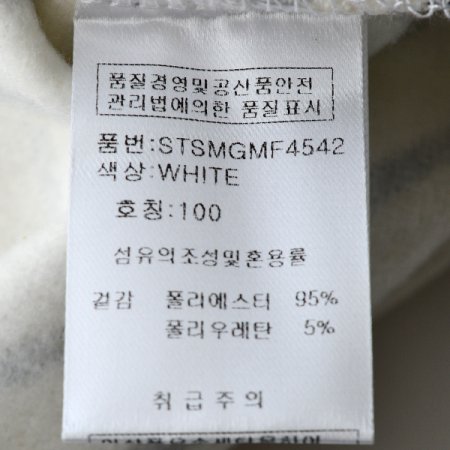 품질경영및공산품안전
관리법에의한 품질표시
품번:STSMGMF4542
색상:WHITE
호칭:100
섬유의조성및혼용률
겉감 폴리에스터 95%
폴리우레탄 5%
취급주의